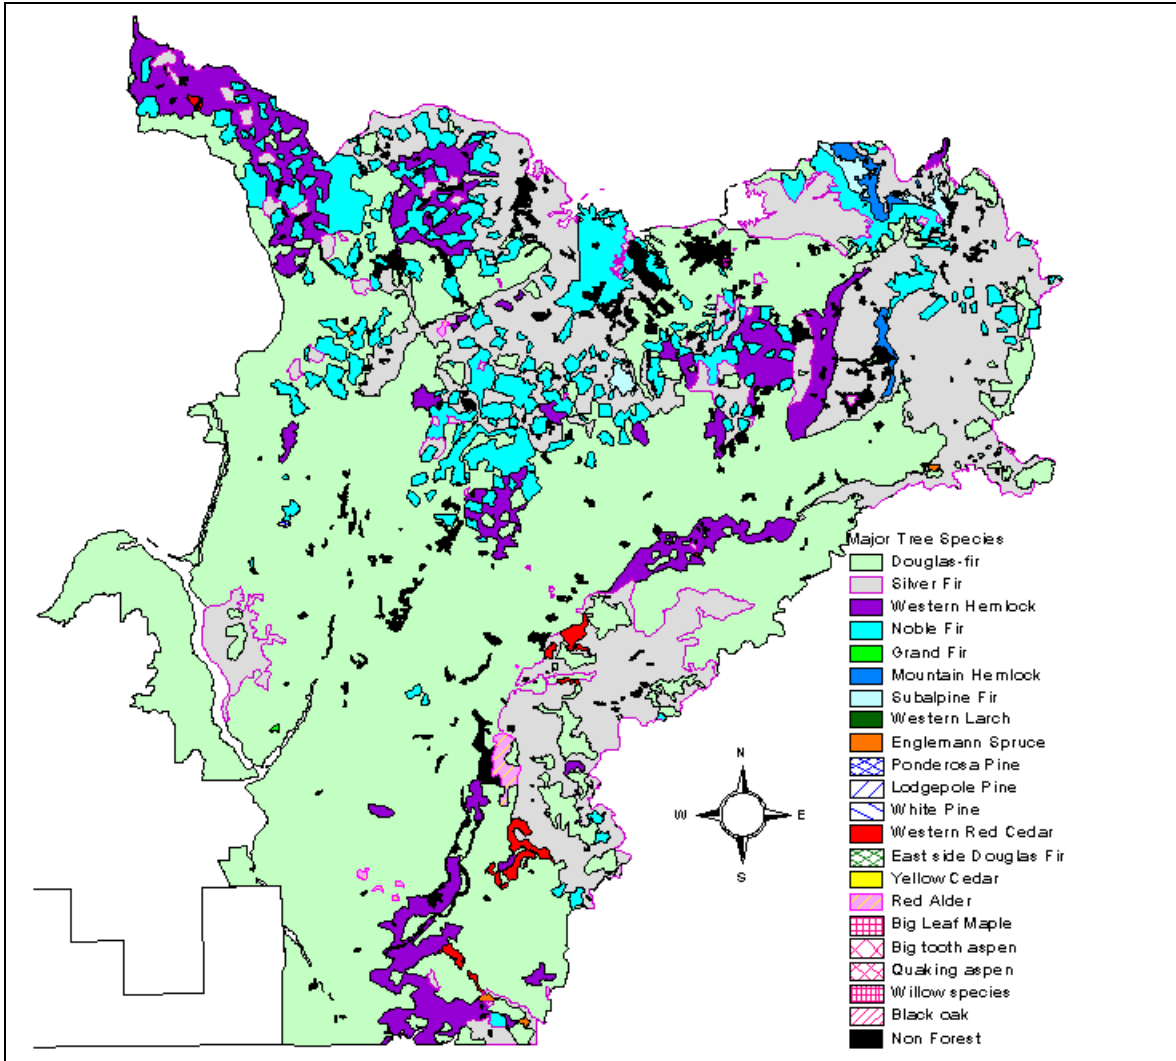 Major Tree Species
Douglas-fir
Silver Fir
Western Hemlock
Noble Fir
Grand Fir
Mountain Hemlock
Subalpine Fir
Western Larch
Englemann Spruce
Ponderosa Pine
Lodgepole Pine
White Pine
Western Red Cedar
East side Douglas Fir
Yellow Cedar
Red Alder
Big Leaf Maple
Big tooth aspen
Quaking aspen
Willow species
Black oak
Non Forest
N
W E
S